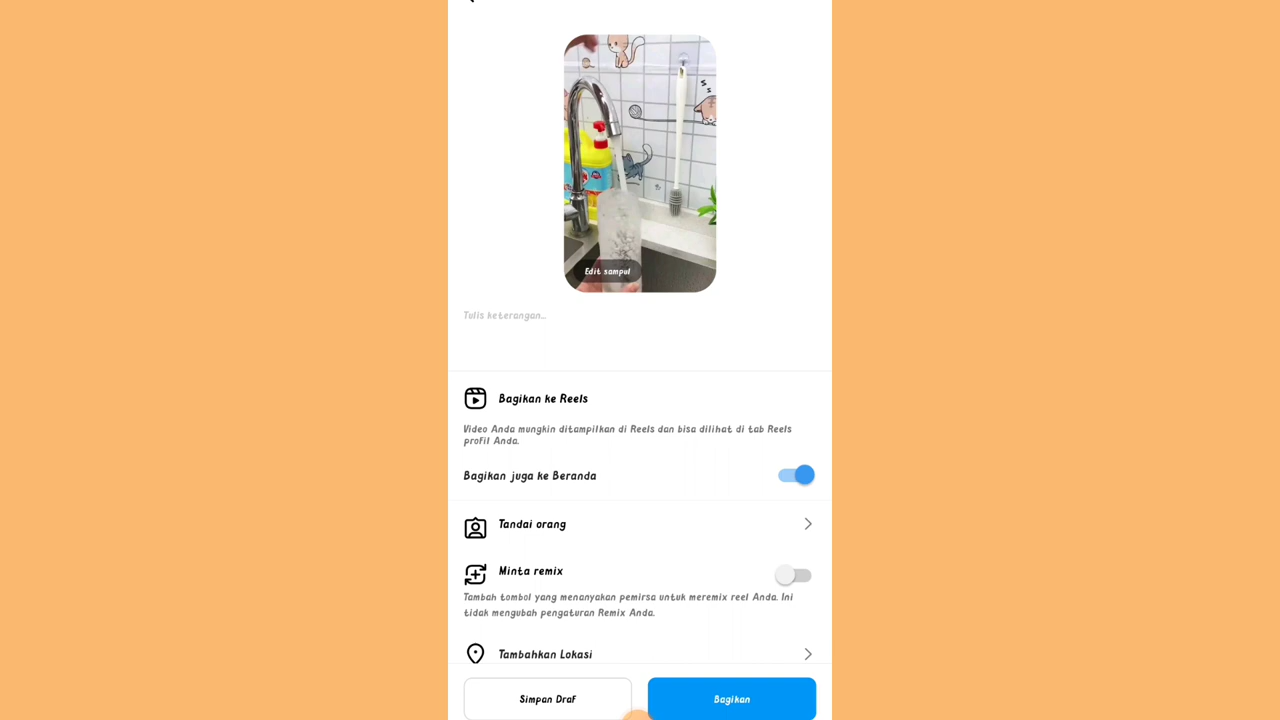 Edit sampul
Tulis keterangan...
Bagikan ke Reels
Video Anda mungkin ditampilkan di Reels dan bisa dilihat di tab Reels
profil Anda.
Bagikan juga ke Beranda
Tandai orang
Minta remix
Tambah tombol yang menanyakan pemirsa untuk meremix reel Anda. Ini
tidak mengubah pengaturan Remix Anda.
Tambahkan Lokasi
Simpan Draf
Bagikan